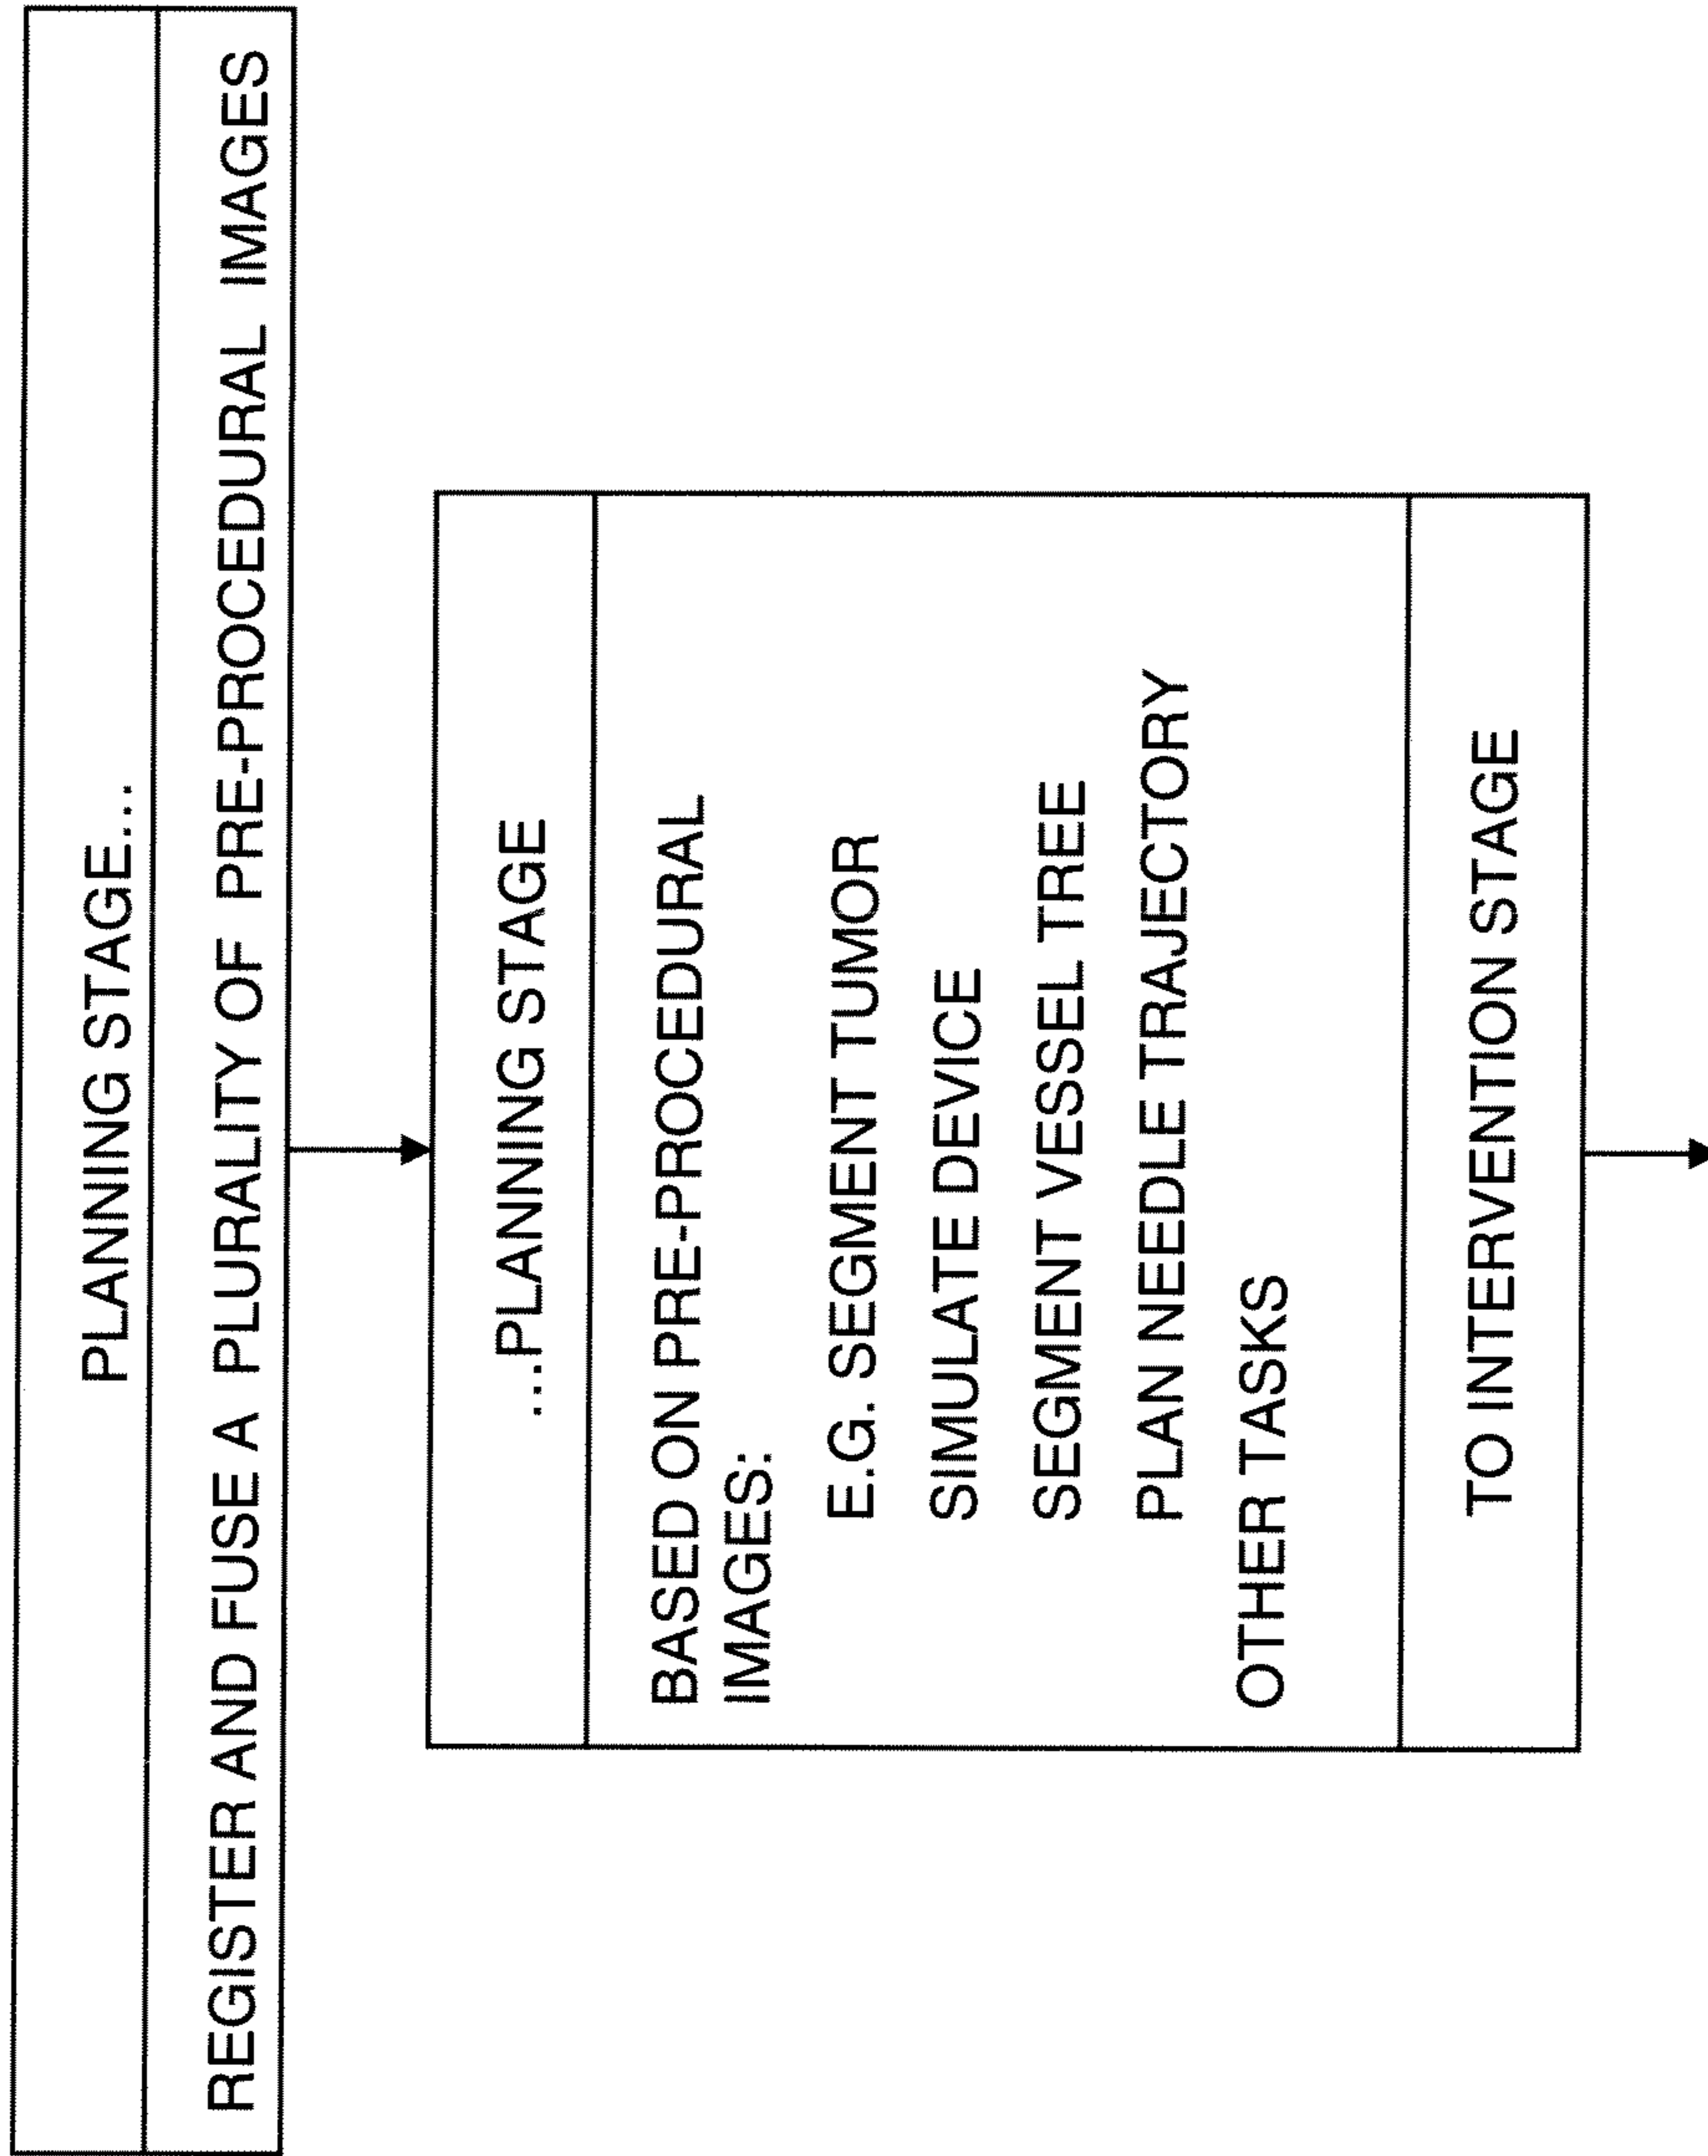 PLANNING STAGE...
REGISTER AND FUSE A PLURALITY OF PRE-PROCEDURAL IMAGES
...PLANNING STAGE
BASED ON PRE-PROCEDURAL
IMAGES:
E.G. SEGMENT TUMOR
SIMULATE DEVICE
SEGMENT VESSEL TREE
PLAN NEEDLE TRAJECTORY
OTHER TASKS
TO INTERVENTION STAGE